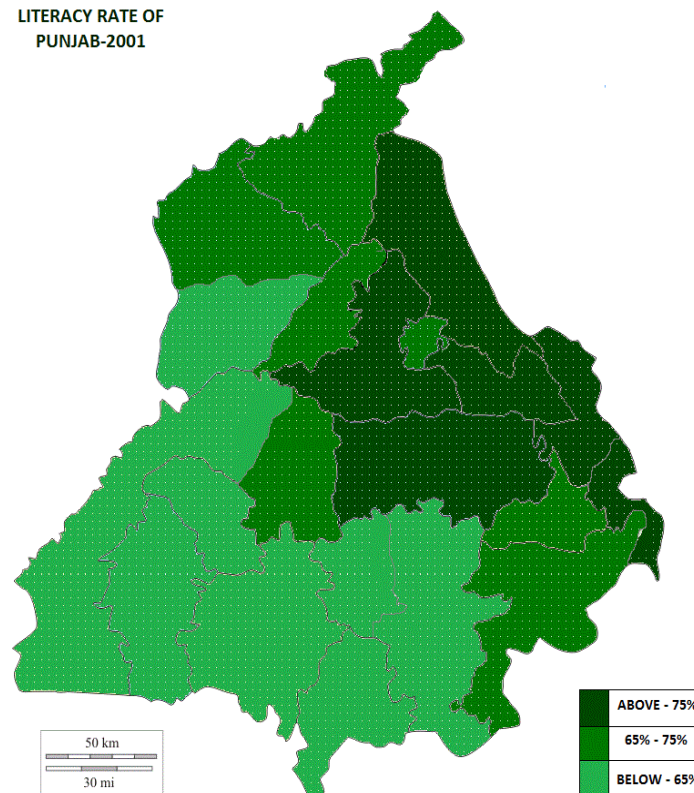 LITERACY RATE OF
PUNJAB-2001
ABOVE - 75%
65% - 75%
BELOW - 65%
50 km
30 mi